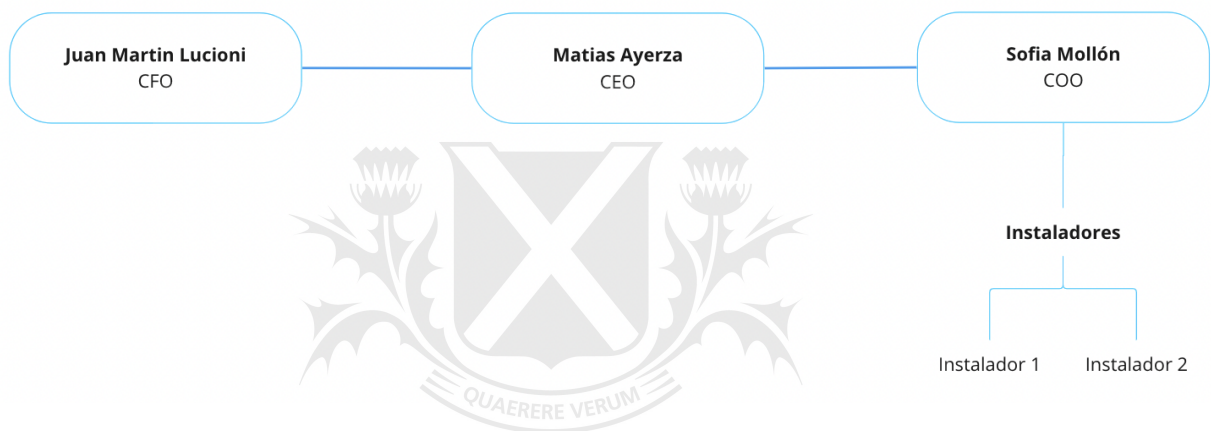 Juan Martin Lucioni
CFO
Matias Ayerza
CEO
Sofia Mollón
COO
Instaladores
Instalador 1
Instalador 2
QUAERERE VERUM